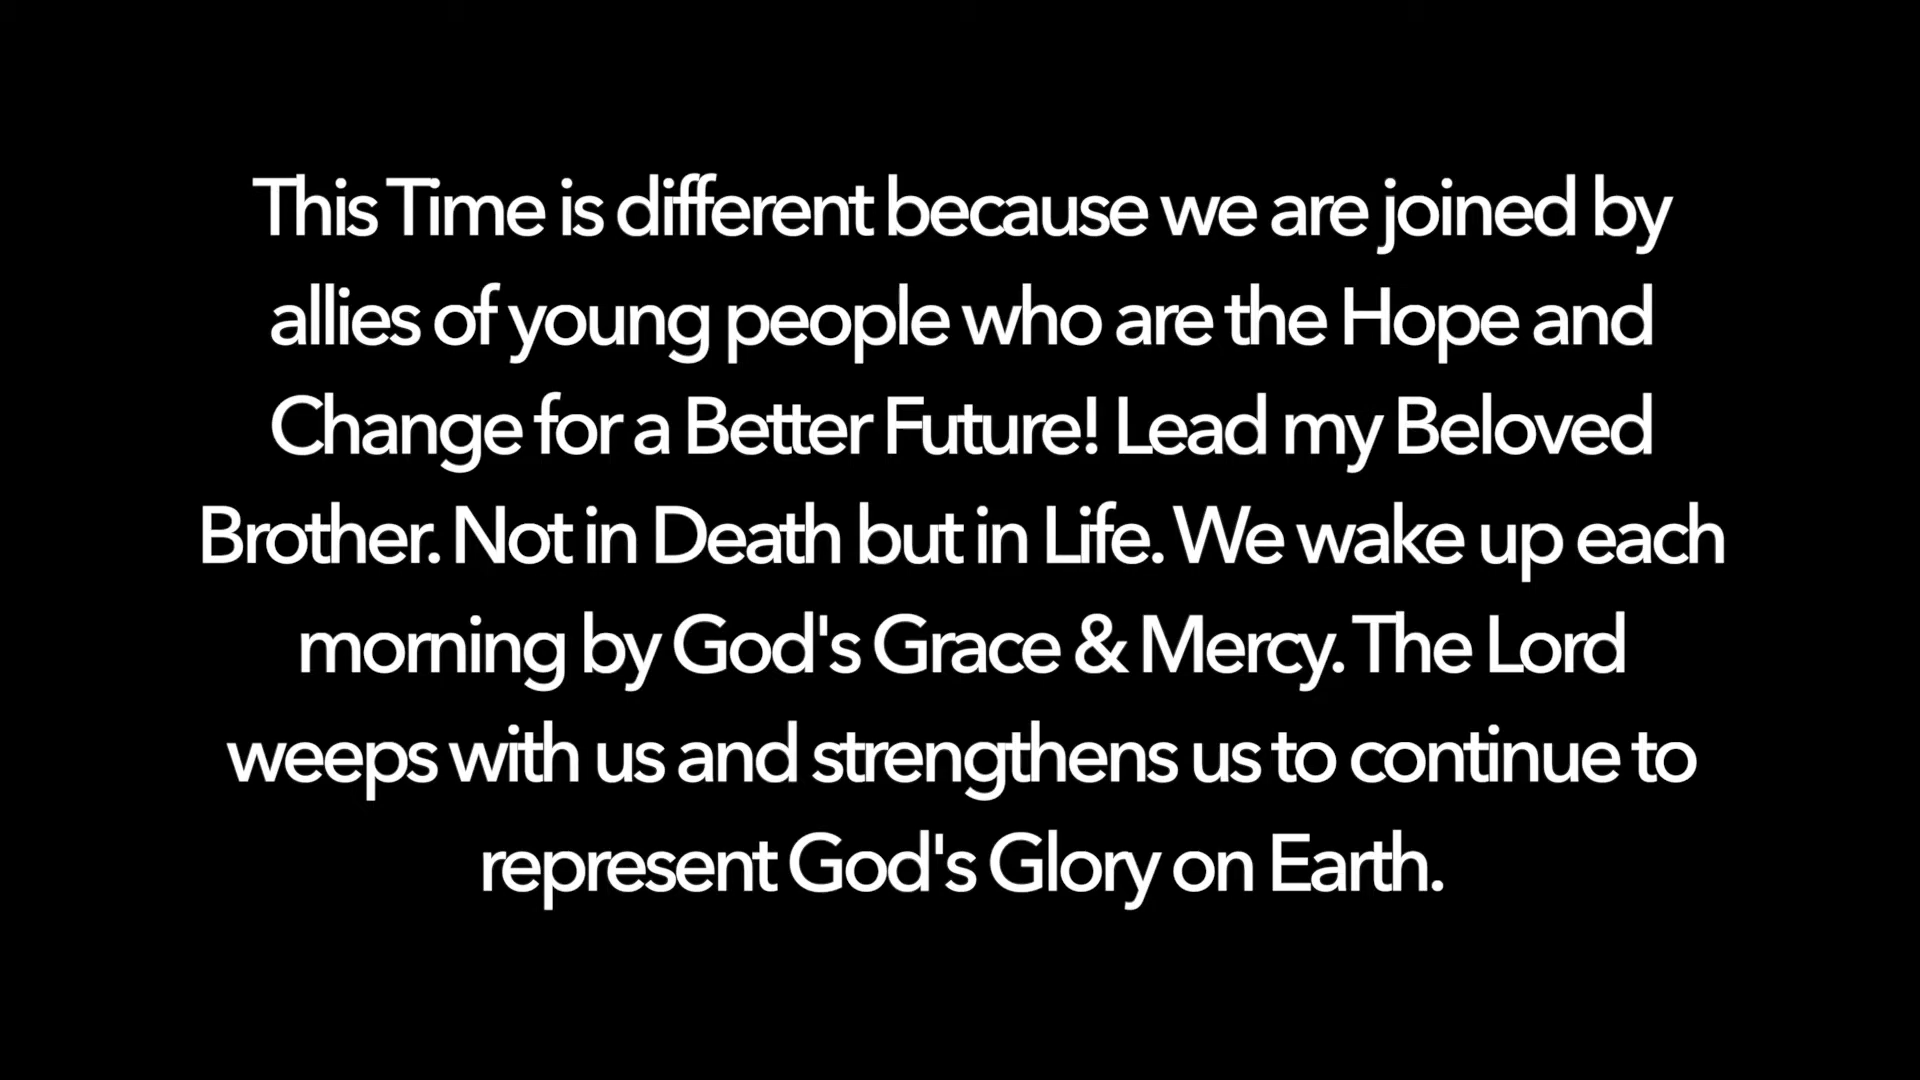 This Time is different because we are joined by
allies of young people who are the Hope and
Change for a Better Future! Lead my Beloved
Brother. Not in Death but in Life. We wake up each
morning by God's Grace & Mercy. The Lord
weeps with us and strengthens us to continue to
represent God's Glory on Earth.